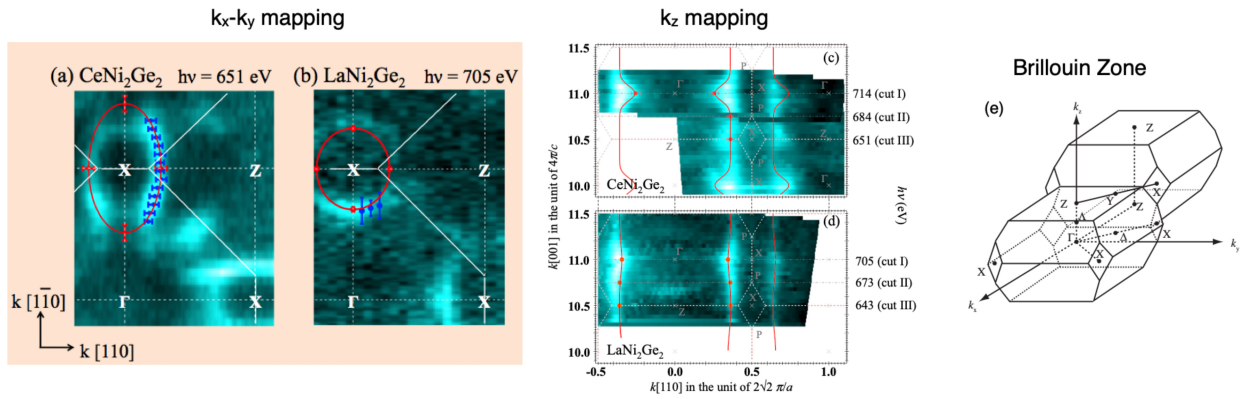 kx-ky mapping
kz mapping
Brillouin Zone
(a) CeNi2Ge2 hν = 651 eV
(b) LaNi2Ge2 hν = 705 eV
X
Z
Γ
X
X
Z
Γ
X
k [11̅0]
k [110]
k[001] in the unit of 4π/c
11.5
11.0
10.5
10.0
(c)
P
Γ
X
Γ
P
Z
X
Z
P
Z
Γ
X
Γ
CeNi2Ge2
714 (cut I)
684 (cut II)
651 (cut III)
hν (eV)
11.5
11.0
10.5
10.0
(d)
P
Γ
X
P
X
Z
P
LaNi2Ge2
705 (cut I)
673 (cut II)
643 (cut III)
-0.5
0.0
0.5
1.0
k[110] in the unit of 2√2 π/a
(e)
kz
Z
X
Y
Z
Z
Λ
Γ
Δ
X
X
X
ky
kx